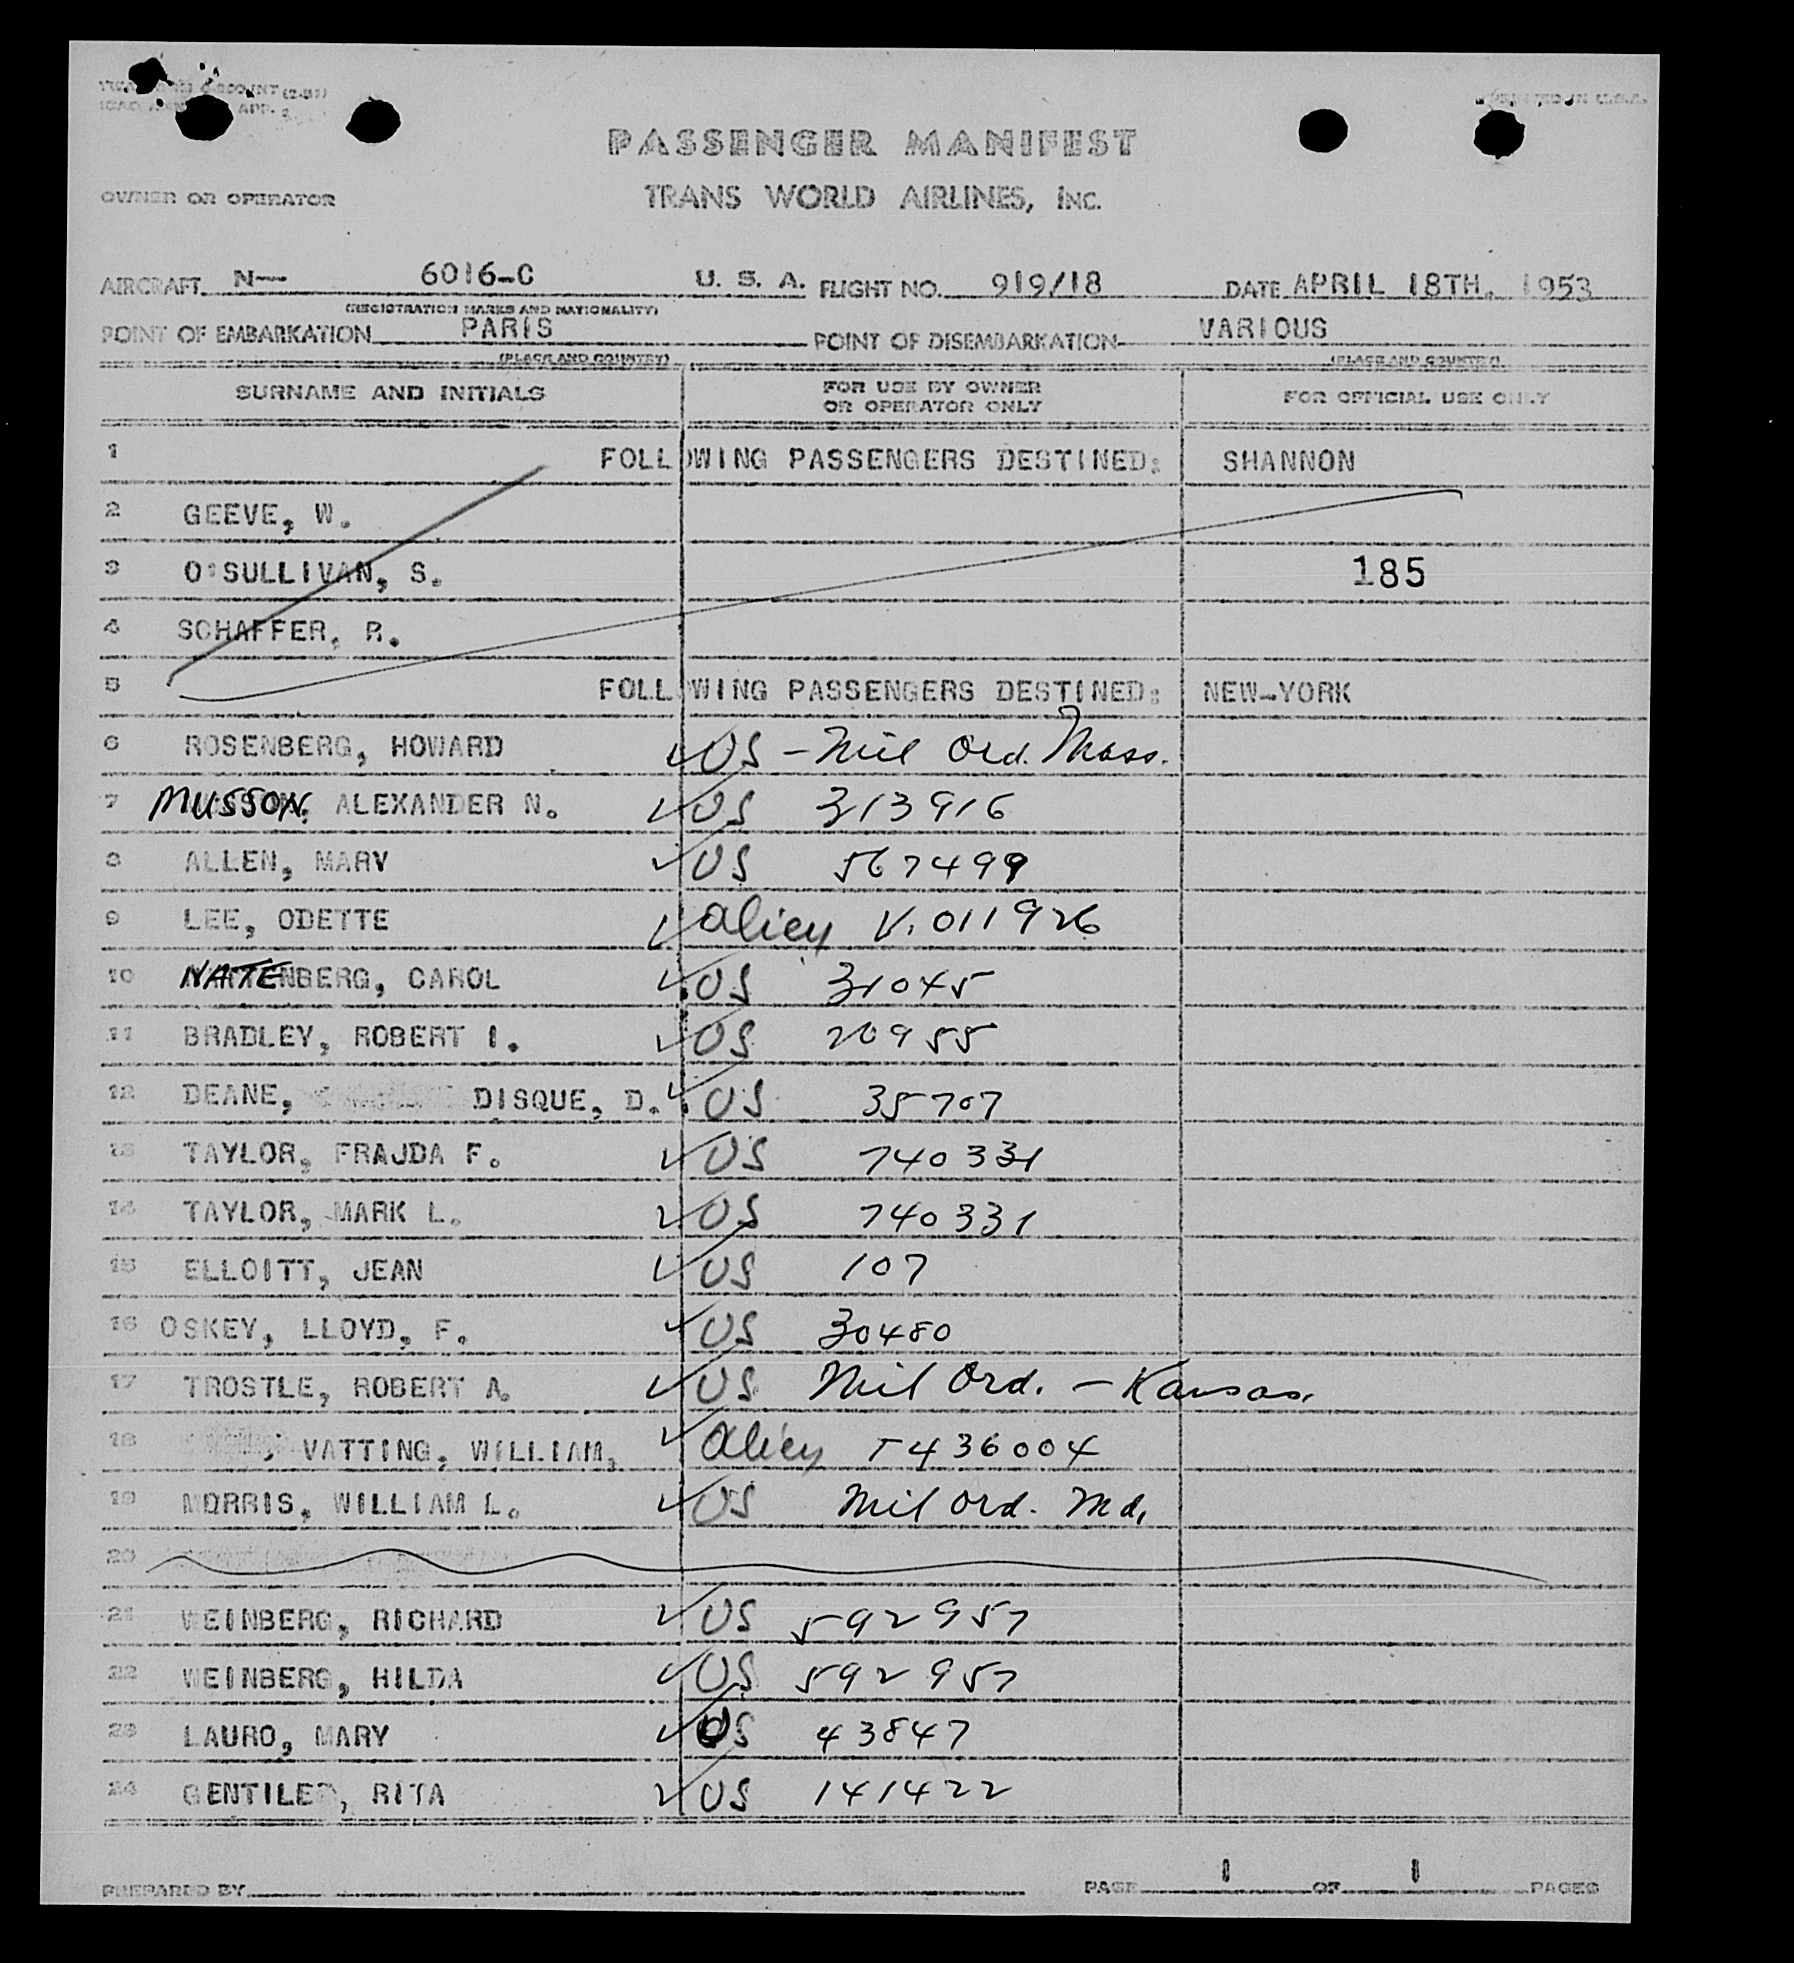 PRINTED IN U.S.A.
PASSENGER MANIFEST
OWNER OR OPERATOR TRANS WORLD AIRLINES, INC.
AIRCRAFT N— 6016-C U. S. A. FLIGHT NO. 919/18 DATE APRIL 18TH. 1953
(REGISTRATION MARKS AND NATIONALITY)
POINT OF EMBARKATION PARIS POINT OF DISEMBARKATION VARIOUS
(PLACE AND COUNTRY) (PLACE AND COUNTRY)
SURNAME AND INITIALS FOR USE BY OWNER OR OPERATOR ONLY FOR OFFICIAL USE ONLY
1 FOLLOWING PASSENGERS DESTINED: SHANNON
2 GEEVE, W.
3 O'SULLIVAN, S. 185
4 SCHAFFER, R.
5 FOLLOWING PASSENGERS DESTINED: NEW-YORK
6 ROSENBERG, HOWARD ✓ US - Mil Ord. Mass.
7 MUSSON, ALEXANDER N. ✓ US 313916
8 ALLEN, MARV ✓ US 567499
9 LEE, ODETTE ✓ alien V. 011926
10 NATENBERG, CAROL ✓ US 31045
11 BRADLEY, ROBERT I. ✓ US 20955
12 DEANE, DISQUE, D. ✓ US 35707
13 TAYLOR, FRAJDA F. ✓ US 740331
14 TAYLOR, MARK L. ✓ US 740331
15 ELLOITT, JEAN ✓ US 107
16 OSKEY, LLOYD, F. ✓ US 30480
17 TROSTLE, ROBERT A. ✓ US Mil Ord. - Kansas.
18 VATTING, WILLIAM, ✓ Alien T436004
19 MORRIS, WILLIAM L. ✓ US Mil Ord. Md.
20
21 WEINBERG, RICHARD ✓ US 592957
22 WEINBERG, HILDA ✓ US 592957
23 LAURO, MARY ✓ US 43847
24 GENTILE, RITA ✓ US 141422
PREPARED BY PAGE 1 OF 1 PAGES